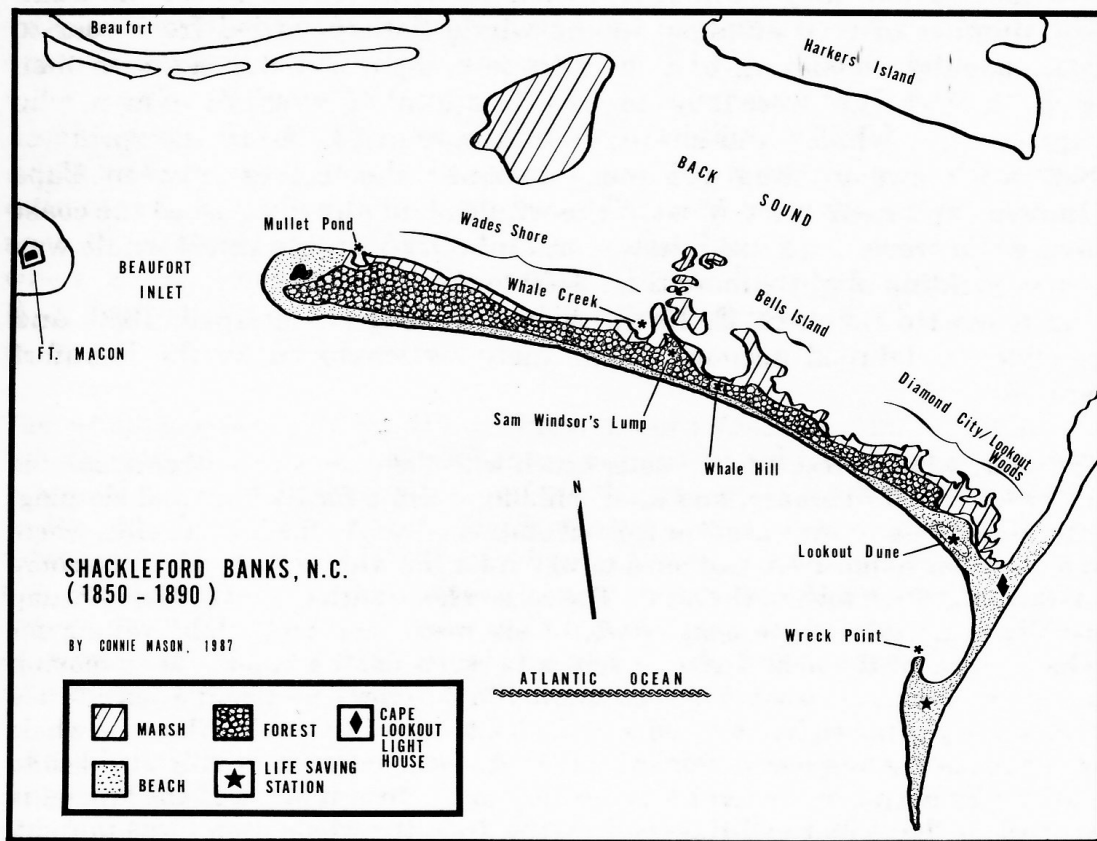 Beaufort
Harkers' Island
BACK
SOUND
Mullet Pond
Wades Shore
BEAUFORT
INLET
Whale Creek
Bells Island
FT. MACON
Diamond City/Lookout
Woods
Sam Windsor's Lump
Whale Hill
N
Lookout Dune
SHACKLEFORD BANKS, N.C.
(1850 - 1890)
Wreck Point
BY CONNIE MASON, 1987
ATLANTIC OCEAN
MARSH
FOREST
CAPE
LOOKOUT
LIGHT
HOUSE
BEACH
LIFE SAVING
STATION